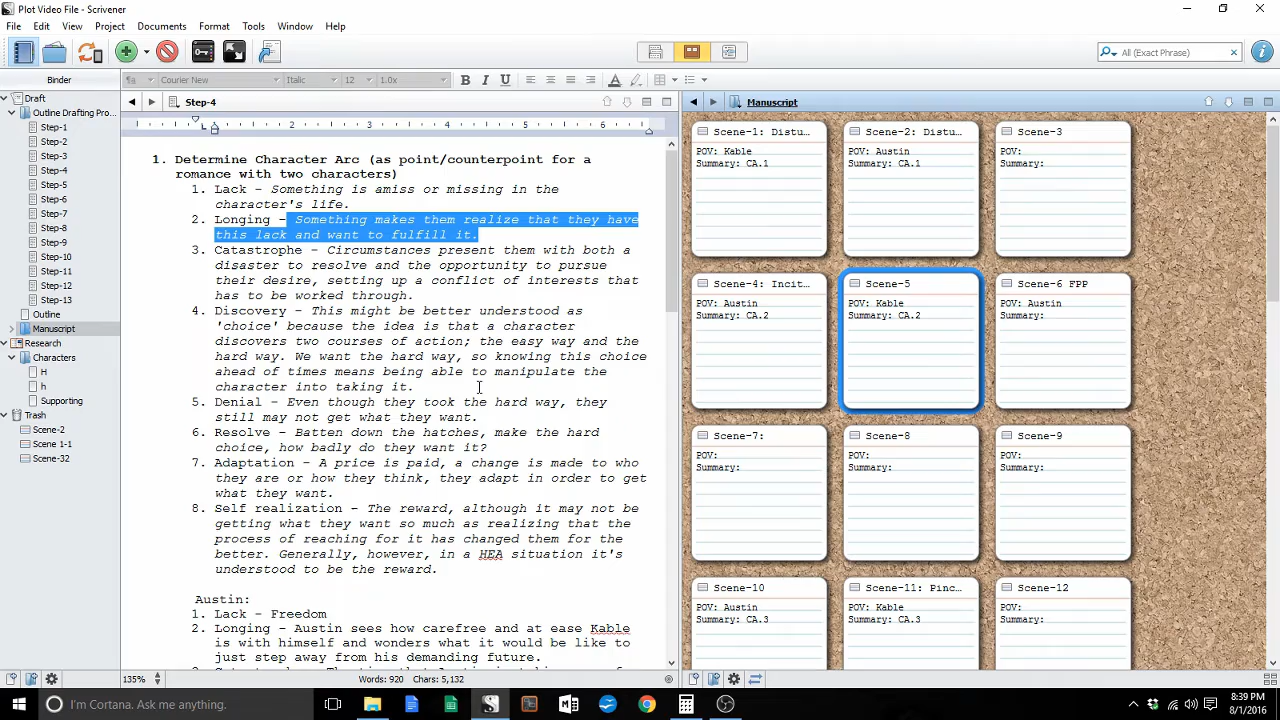 Plot Video File - Scrivener
File Edit View Project Documents Format Tools Window Help
All (Exact Phrase)
Binder
Courier New Italic 12 1.0x
Draft
Outline Drafting Pro...
Step-1
Step-2
Step-3
Step-4
Step-5
Step-6
Step-7
Step-8
Step-9
Step-10
Step-11
Step-12
Step-13
Outline
Manuscript
Research
Characters
H
h
Supporting
Trash
Scene-2
Scene 1-1
Scene-32
Step-4
2 3 4 5 6
1. Determine Character Arc (as point/counterpoint for a
romance with two characters)
1. Lack - Something is amiss or missing in the
character's life.
2. Longing - Something makes them realize that they have
this lack and want to fulfill it.
3. Catastrophe - Circumstances present them with both a
disaster to resolve and the opportunity to pursue
their desire, setting up a conflict of interests that
has to be worked through.
4. Discovery - This might be better understood as
'choice' because the idea is that a character
discovers two courses of action; the easy way and the
hard way. We want the hard way, so knowing this choice
ahead of times means being able to manipulate the
character into taking it.
5. Denial - Even though they took the hard way, they
still may not get what they want.
6. Resolve - Batten down the hatches, make the hard
choice, how badly do they want it?
7. Adaptation - A price is paid, a change is made to who
they are or how they think, they adapt in order to get
what they want.
8. Self realization - The reward, although it may not be
getting what they want so much as realizing that the
process of reaching for it has changed them for the
better. Generally, however, in a HEA situation it's
understood to be the reward.
Austin:
1. Lack - Freedom
2. Longing - Austin sees how carefree and at ease Kable
is with himself and wonders what it would be like to
just step away from his demanding future.
135%
Words: 920 Chars: 5,132
Manuscript
Scene-1: Distu...
POV: Kable
Summary: CA.1
Scene-2: Distu...
POV: Austin
Summary: CA.1
Scene-3
POV:
Summary:
Scene-4: Incit...
POV: Austin
Summary: CA.2
Scene-5
POV: Kable
Summary: CA.2
Scene-6 FPP
POV: Austin
Summary:
Scene-7:
POV:
Summary:
Scene-8
POV:
Summary:
Scene-9
POV:
Summary:
Scene-10
POV: Austin
Summary: CA.3
Scene-11: Pinc...
POV: Kable
Summary: CA.3
Scene-12
POV:
Summary:
I'm Cortana. Ask me anything.
8:39 PM
8/1/2016